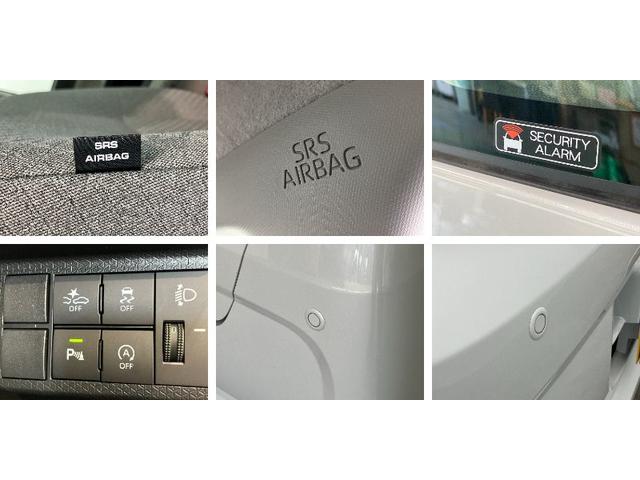 SRS
AIRBAG
SRS
AIRBAG
SECURITY
ALARM
OFF
OFF
P
A
OFF